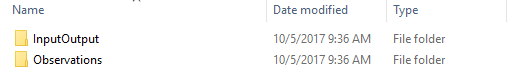 Name Date modified Type
InputOutput 10/5/2017 9:36 AM File folder
Observations 10/5/2017 9:36 AM File folder